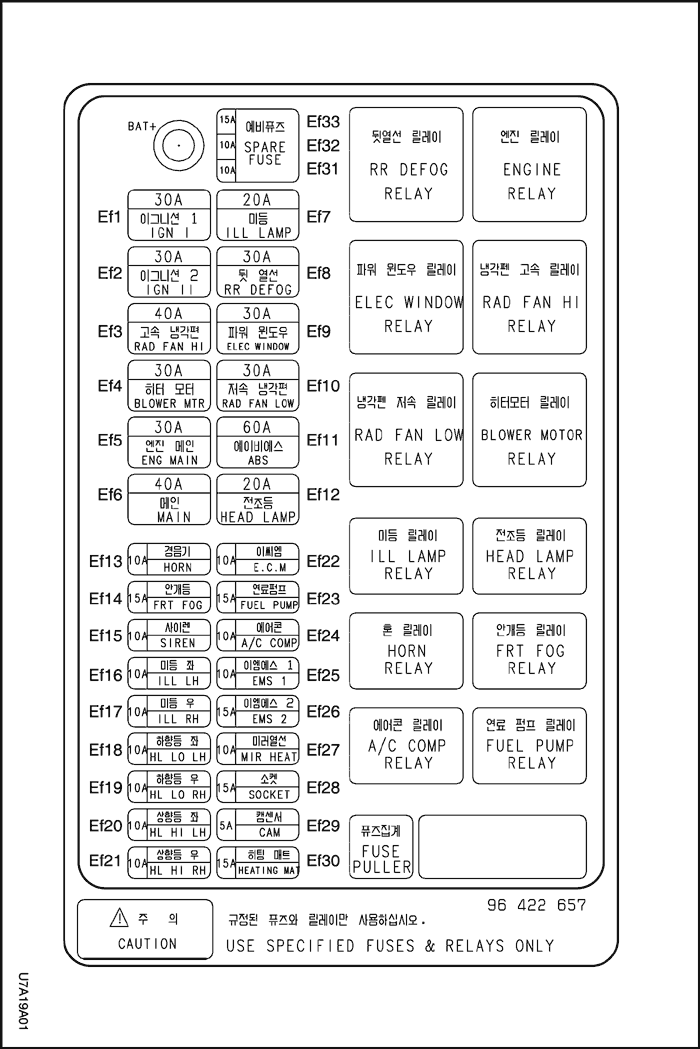 BAT+
15A 예비퓨즈 Ef33
10A SPARE Ef32
FUSE
10A Ef31
뒷열선 릴레이
RR DEFOG
RELAY
엔진 릴레이
ENGINE
RELAY
Ef1
30A
이그니션 1
IGN I
20A
미등
ILL LAMP
Ef7
Ef2
30A
이그니션 2
IGN II
30A
뒷 열선
RR DEFOG
Ef8
파워 윈도우 릴레이
ELEC WINDOW
RELAY
냉각펜 고속 릴레이
RAD FAN HI
RELAY
Ef3
40A
고속 냉각편
RAD FAN HI
30A
파워 윈도우
ELEC WINDOW
Ef9
Ef4
30A
히터 모터
BLOWER MTR
30A
저속 냉각편
RAD FAN LOW
Ef10
냉각펜 저속 릴레이
RAD FAN LOW
RELAY
히터모터 릴레이
BLOWER MOTOR
RELAY
Ef5
30A
엔진 메인
ENG MAIN
60A
에이비에스
ABS
Ef11
Ef6
40A
메인
MAIN
20A
전조등
HEAD LAMP
Ef12
미등 릴레이
ILL LAMP
RELAY
전조등 릴레이
HEAD LAMP
RELAY
Ef13
10A
경음기
HORN
10A
이씨엠
E.C.M
Ef22
Ef14
15A
안개등
FRT FOG
15A
연료펌프
FUEL PUMP
Ef23
Ef15
10A
사이렌
SIREN
10A
에어콘
A/C COMP
Ef24
혼 릴레이
HORN
RELAY
안개등 릴레이
FRT FOG
RELAY
Ef16
10A
미등 좌
ILL LH
10A
이엠에스 1
EMS 1
Ef25
Ef17
10A
미등 우
ILL RH
15A
이엠에스 2
EMS 2
Ef26
에어콘 릴레이
A/C COMP
RELAY
연료 펌프 릴레이
FUEL PUMP
RELAY
Ef18
10A
하향등 좌
HL LO LH
10A
미러열선
MIR HEAT
Ef27
Ef19
10A
하향등 우
HL LO RH
15A
소켓
SOCKET
Ef28
Ef20
10A
상향등 좌
HL HI LH
5A
캠센서
CAM
Ef29
Ef21
10A
상향등 우
HL HI RH
15A
히팅 매트
HEATING MAT
Ef30
퓨즈집게
FUSE
PULLER
96 422 657
주 의
CAUTION
규정된 퓨즈와 릴레이만 사용하십시오.
USE SPECIFIED FUSES & RELAYS ONLY
U7A19A01